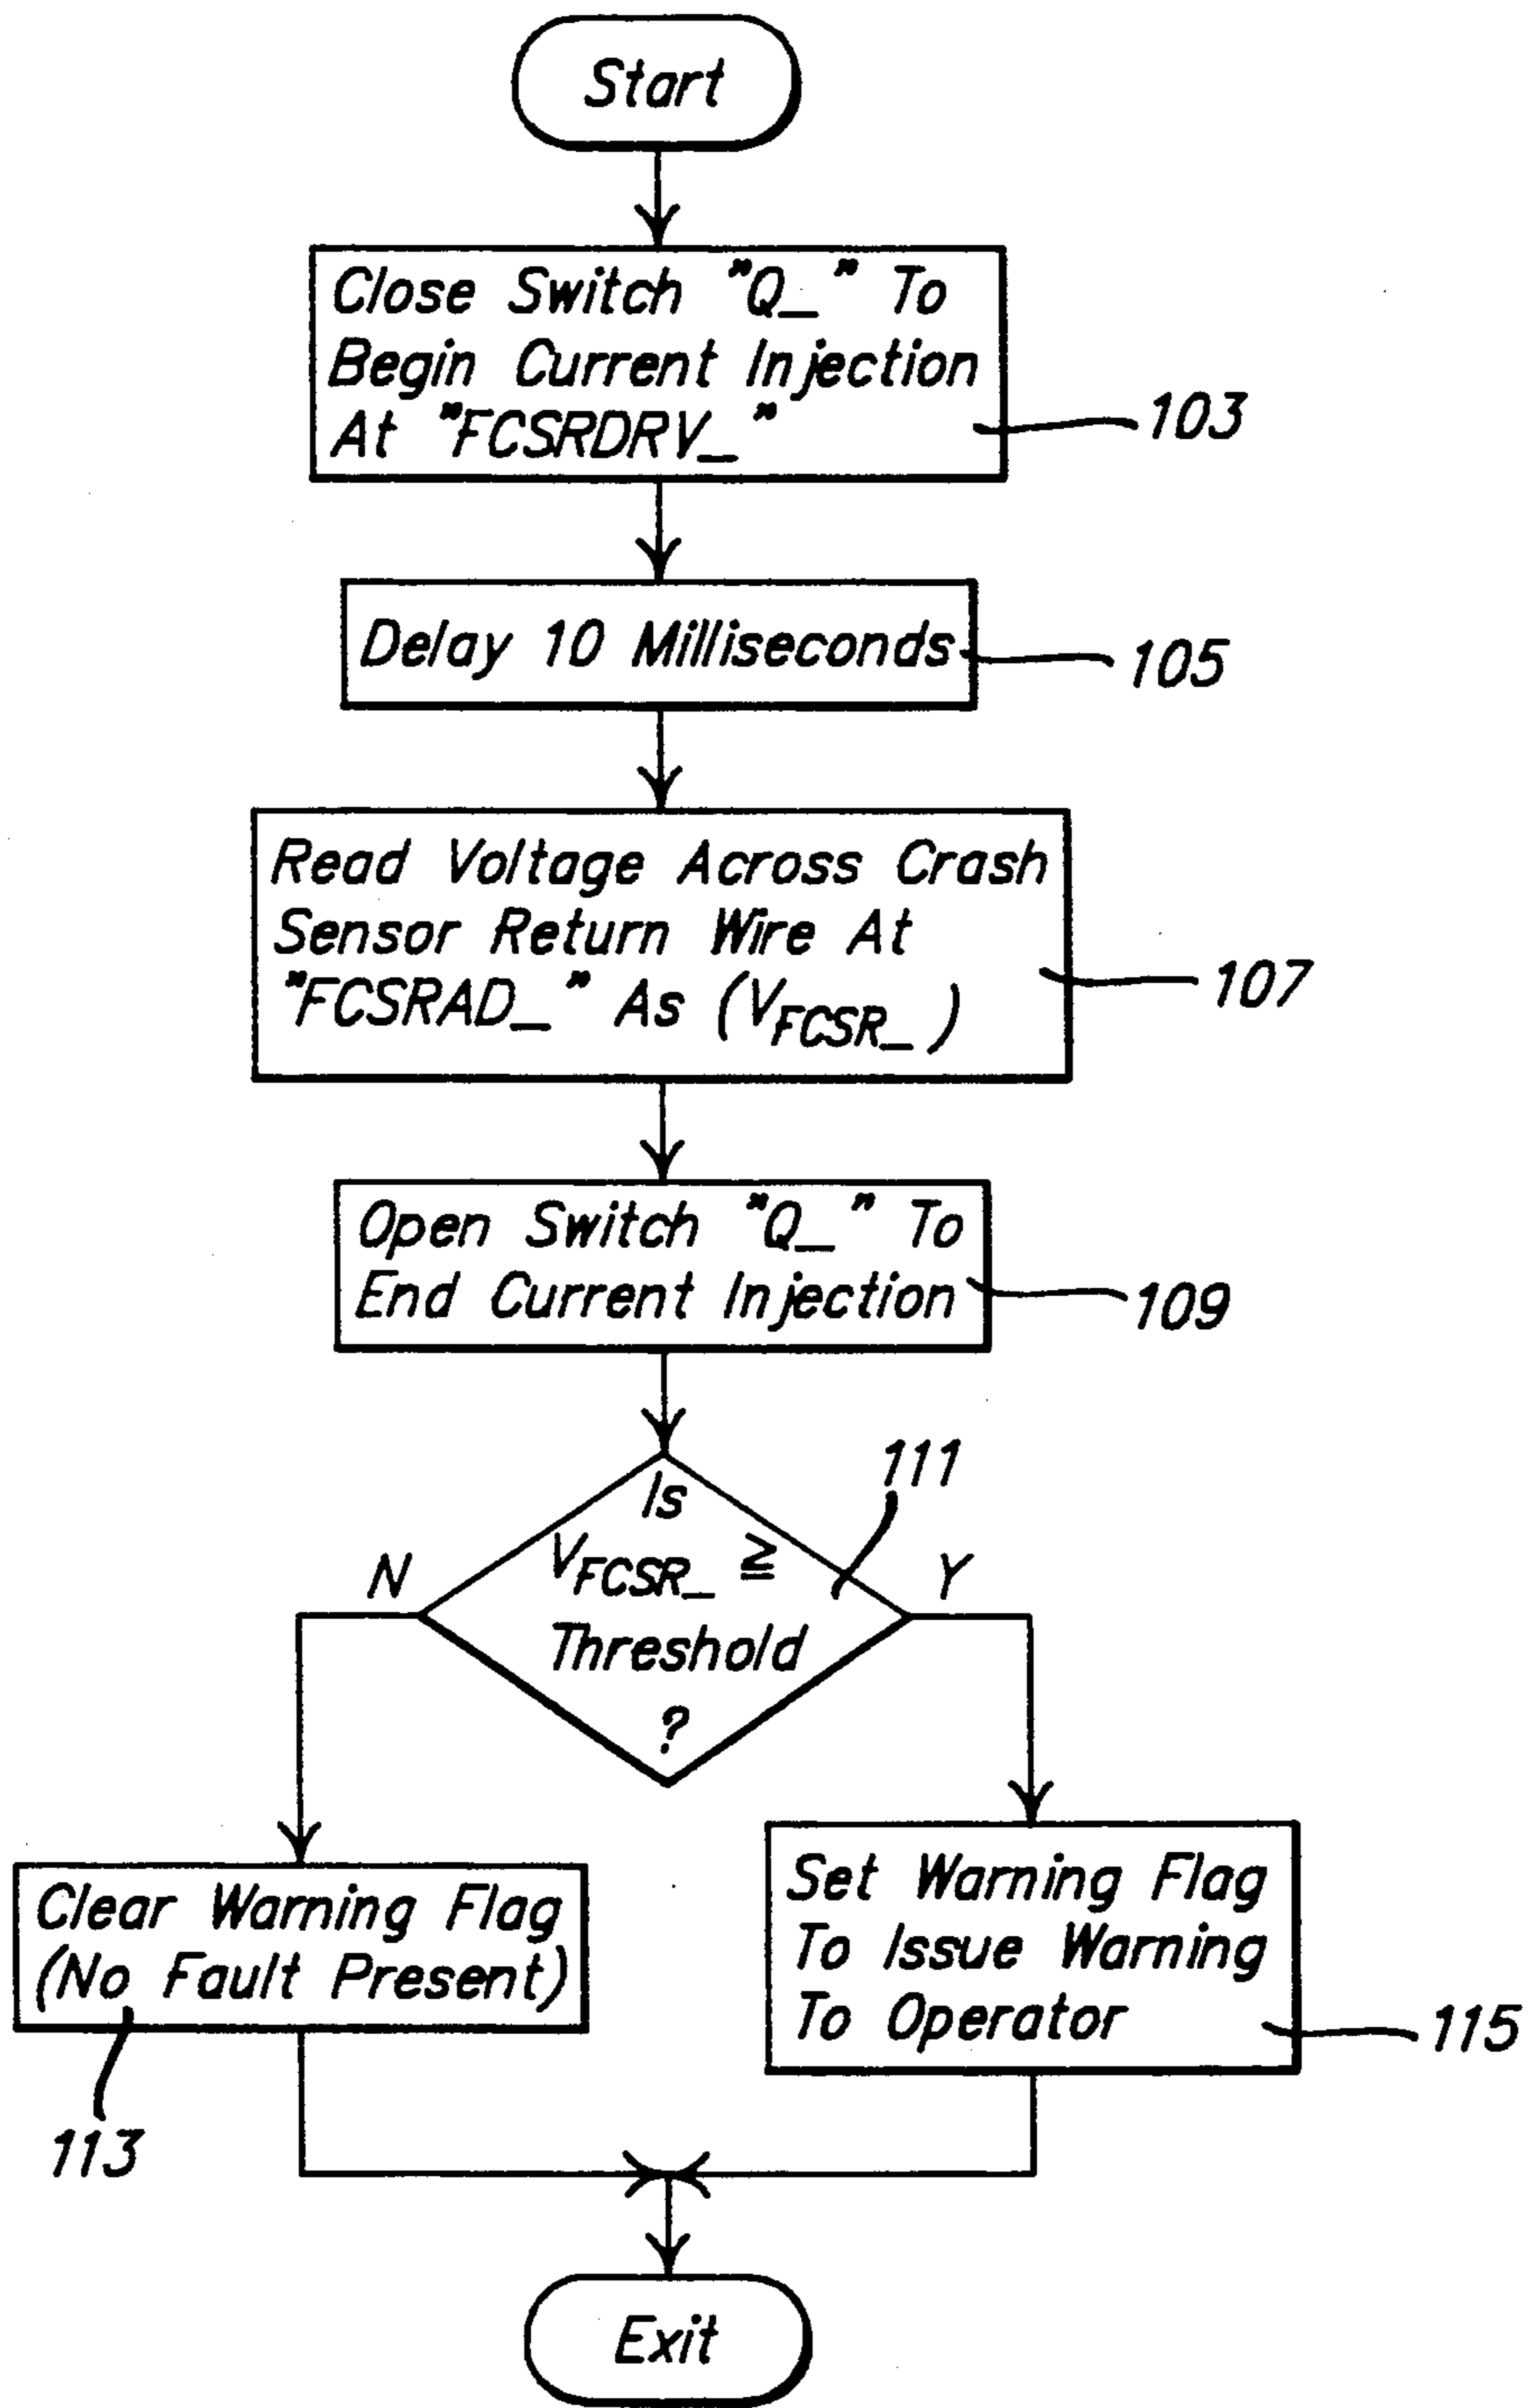 Start
Close Switch "Q_" To
Begin Current Injection
At "FCSRDRV_"
103
Delay 10 Milliseconds
105
Read Voltage Across Crash
Sensor Return Wire At
"FCSRAD_" As (VFCSR_)
107
Open Switch "Q_" To
End Current Injection
109
111
Is
VFCSR_ ≧
Threshold
?
N
Y
Clear Warning Flag
(No Fault Present)
113
Set Warning Flag
To Issue Warning
To Operator
115
Exit